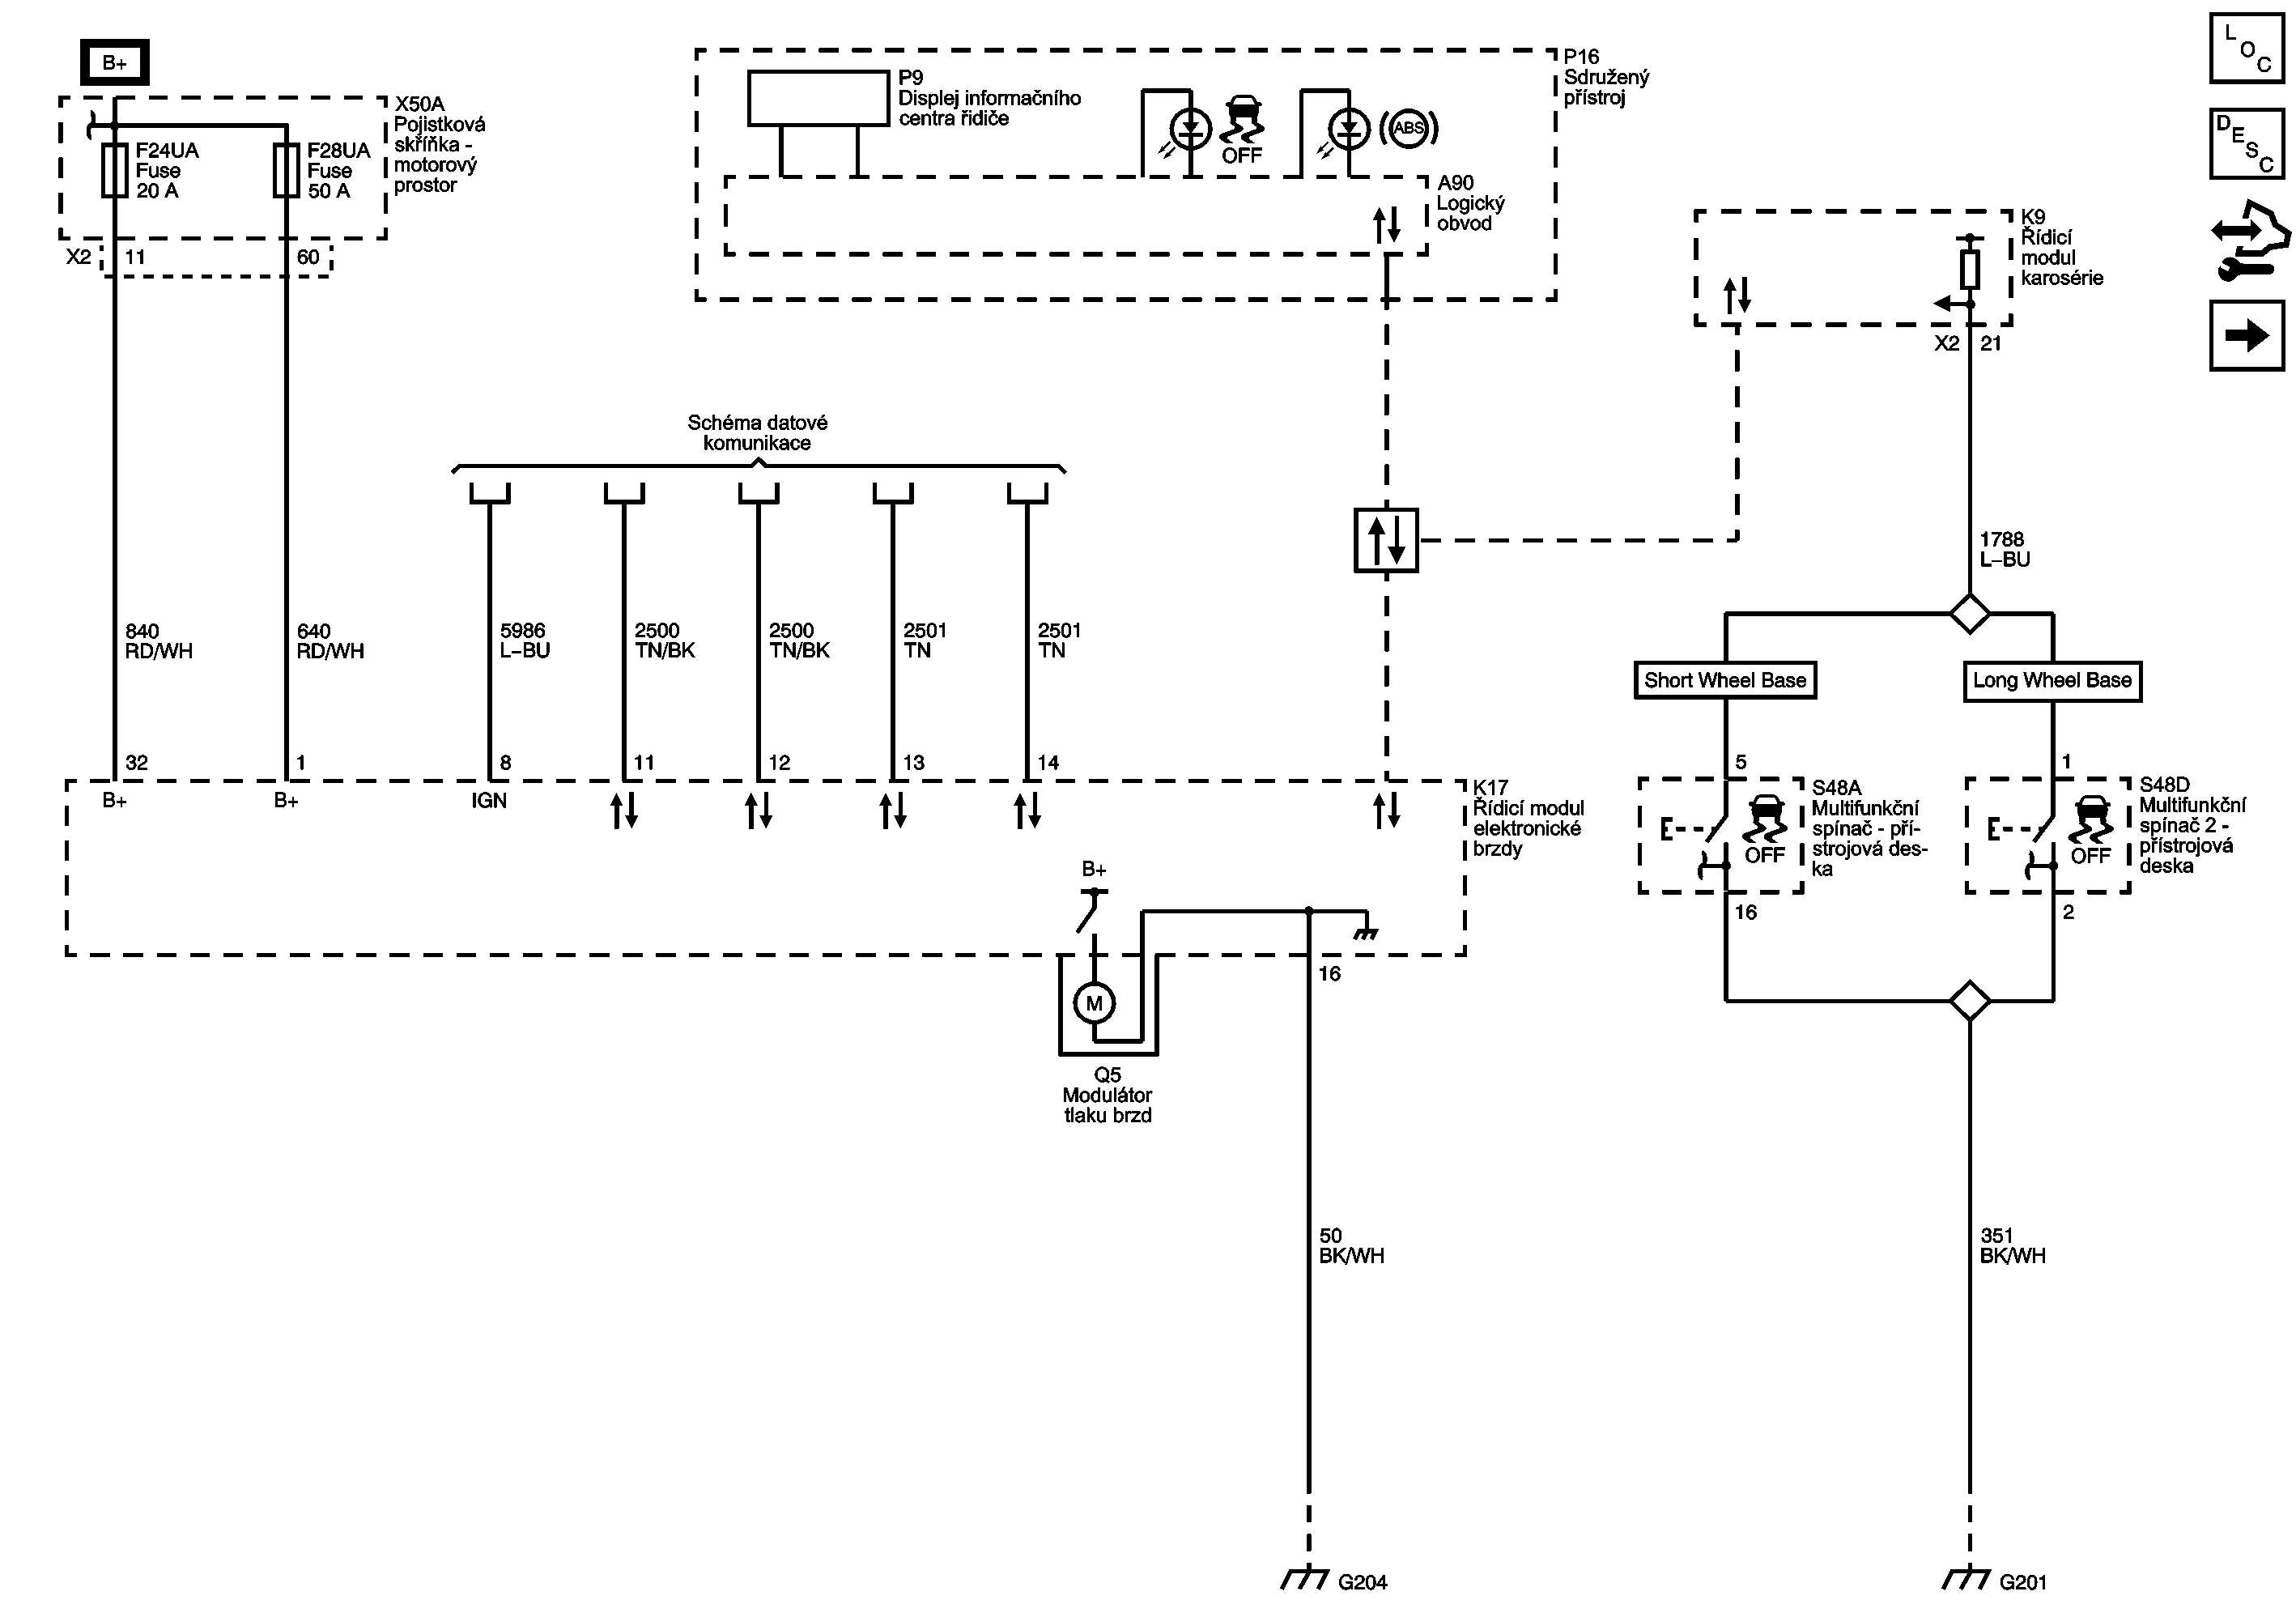 B+
X50A
Pojistková
skříňka -
motorový
prostor
F24UA
Fuse
20 A
F28UA
Fuse
50 A
X2
11
60
P16
Sdružený
přístroj
P9
Displej informačního
centra řidiče
OFF
ABS
A90
Logický
obvod
K9
Řídicí
modul
karosérie
X2
21
L
O
C
D
E
S
C
Schéma datové
komunikace
840
RD/WH
640
RD/WH
5986
L–BU
2500
TN/BK
2500
TN/BK
2501
TN
2501
TN
1788
L–BU
Short Wheel Base
Long Wheel Base
32
1
8
11
12
13
14
5
1
B+
B+
IGN
K17
Řídicí modul
elektronické
brzdy
S48A
Multifunkční
spínač - pří-
strojová des-
ka
OFF
S48D
Multifunkční
spínač 2 -
přístrojová
deska
OFF
B+
16
2
16
M
Q5
Modulátor
tlaku brzd
50
BK/WH
351
BK/WH
G204
G201